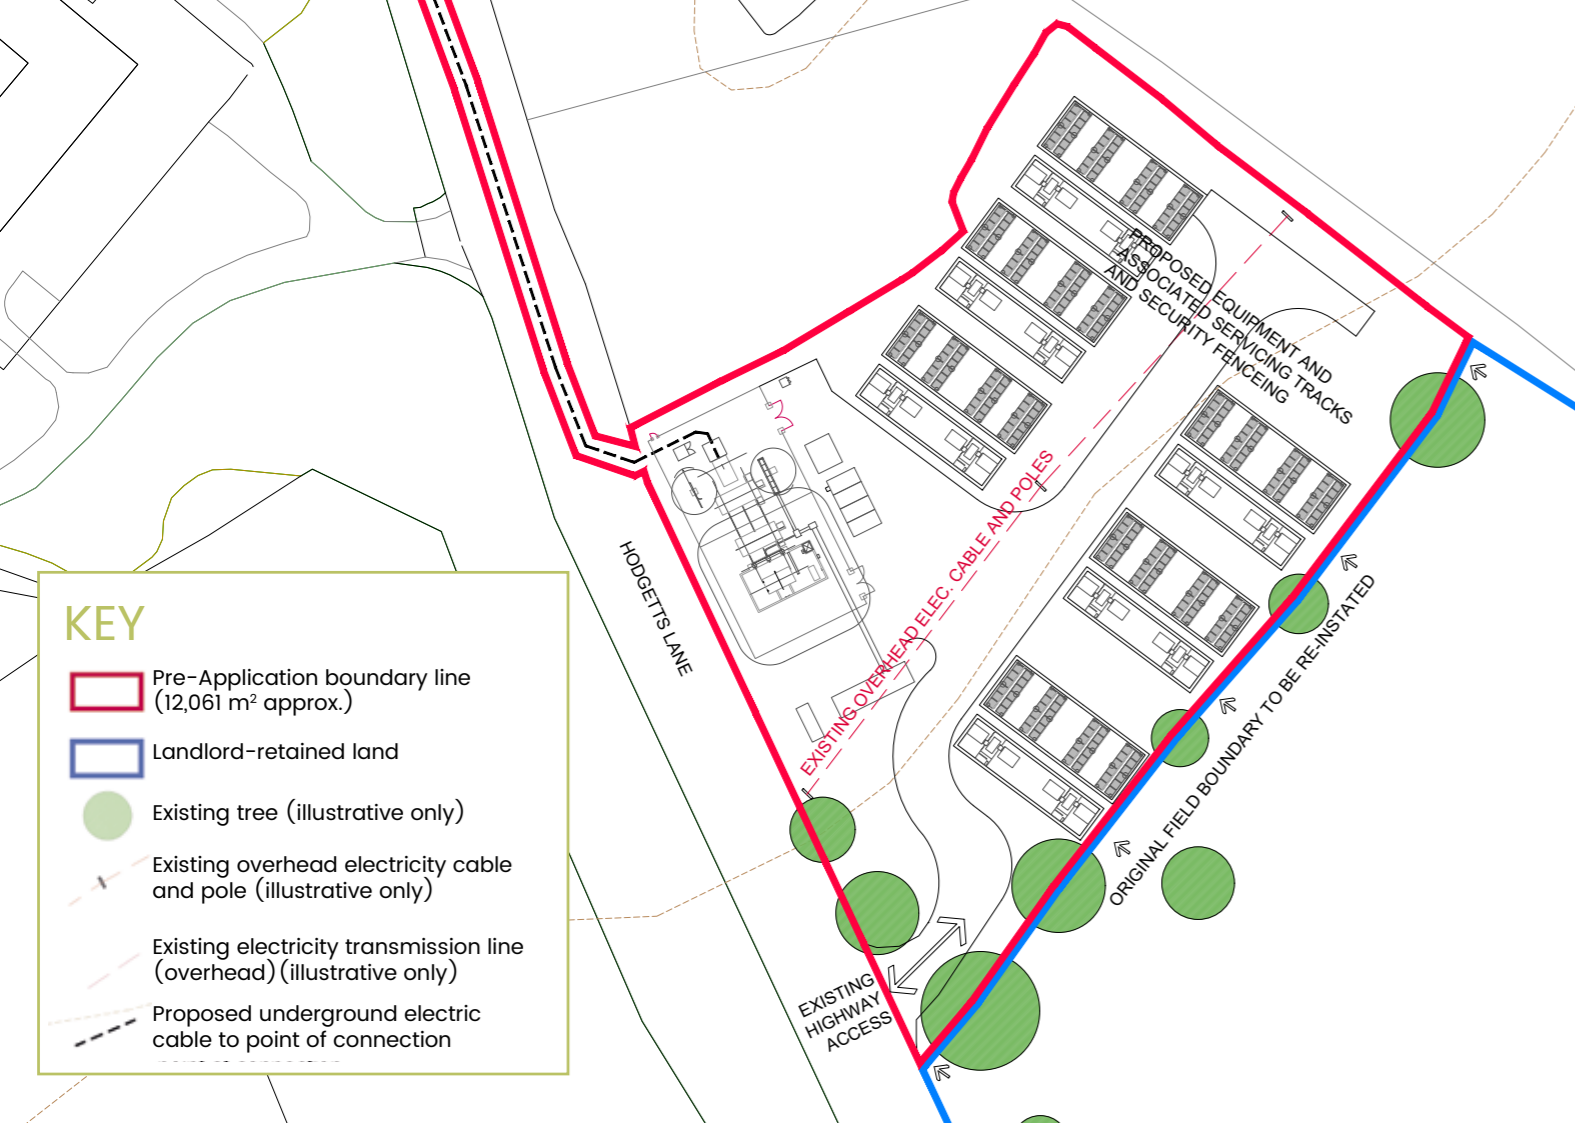 PROPOSED EQUIPMENT AND
ASSOCIATED SERVICING TRACKS
AND SECURITY FENCEING
EXISTING OVERHEAD ELEC. CABLE AND POLES
HODGETTS LANE
ORIGINAL FIELD BOUNDARY TO BE RE-INSTATED
EXISTING
HIGHWAY
ACCESS
KEY
Pre-Application boundary line
(12,061 m² approx.)
Landlord-retained land
Existing tree (illustrative only)
Existing overhead electricity cable
and pole (illustrative only)
Existing electricity transmission line
(overhead) (illustrative only)
Proposed underground electric
cable to point of connection